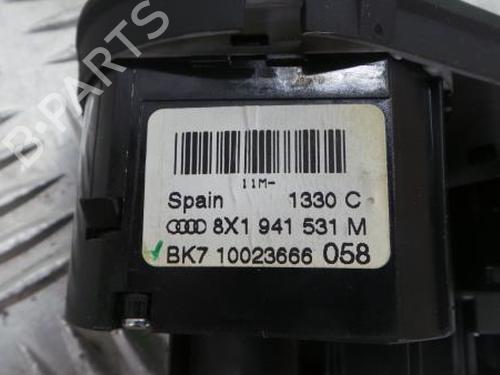 B-PARTS
11M-
Spain 1330 C
8X1 941 531 M
BK7 10023666 058